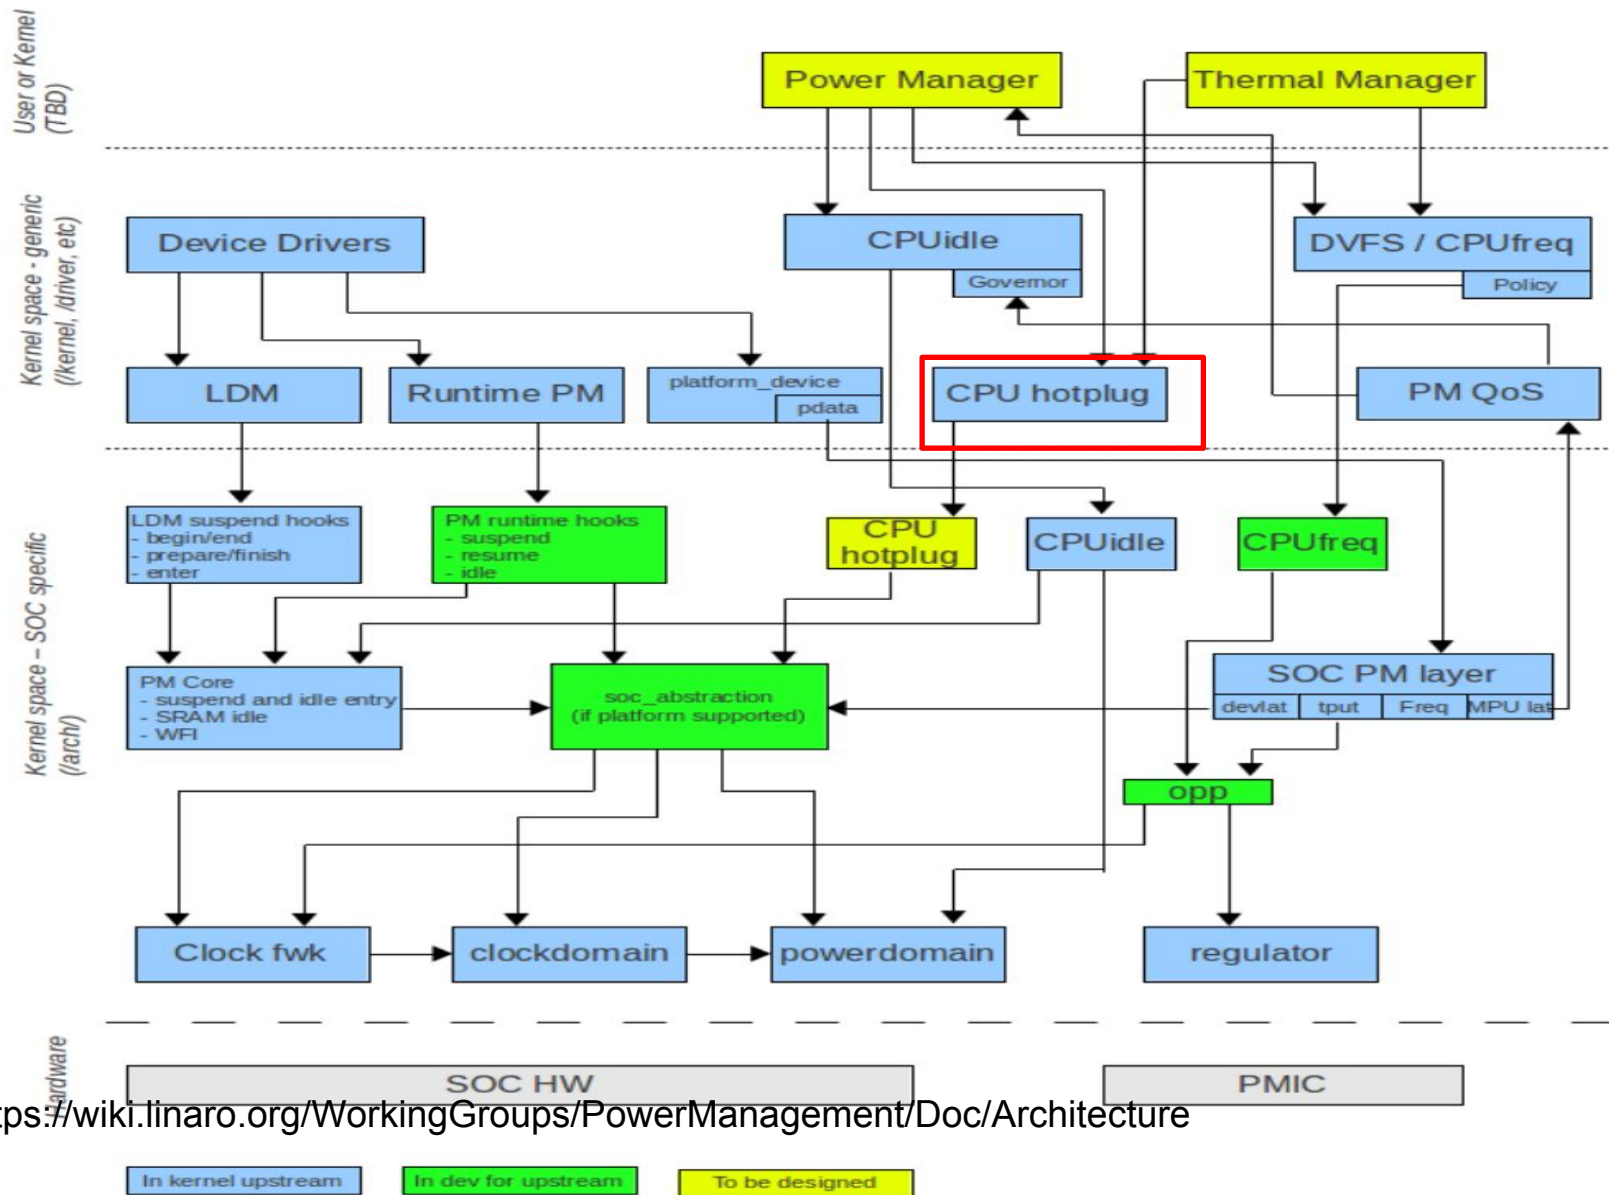 User or Kernel
(TBD)
Power Manager
Thermal Manager
Kernel space - generic
(/kernel, /driver, etc)
Device Drivers
CPUidle
Governor
DVFS / CPUfreq
Policy
LDM
Runtime PM
platform_device
pdata
CPU hotplug
PM QoS
Kernel space – SOC specific
(/arch/)
LDM suspend hooks
- begin/end
- prepare/finish
- enter
PM runtime hooks
- suspend
- resume
- idle
CPU
hotplug
CPUidle
CPUfreq
PM Core
- suspend and idle entry
- SRAM idle
- WFI
soc_abstraction
(if platform supported)
SOC PM layer
devlat
tput
Freq
MPU lat
opp
Clock fwk
clockdomain
powerdomain
regulator
Hardware
SOC HW
PMIC
tps://wiki.linaro.org/WorkingGroups/PowerManagement/Doc/Architecture
In kernel upstream
In dev for upstream
To be designed